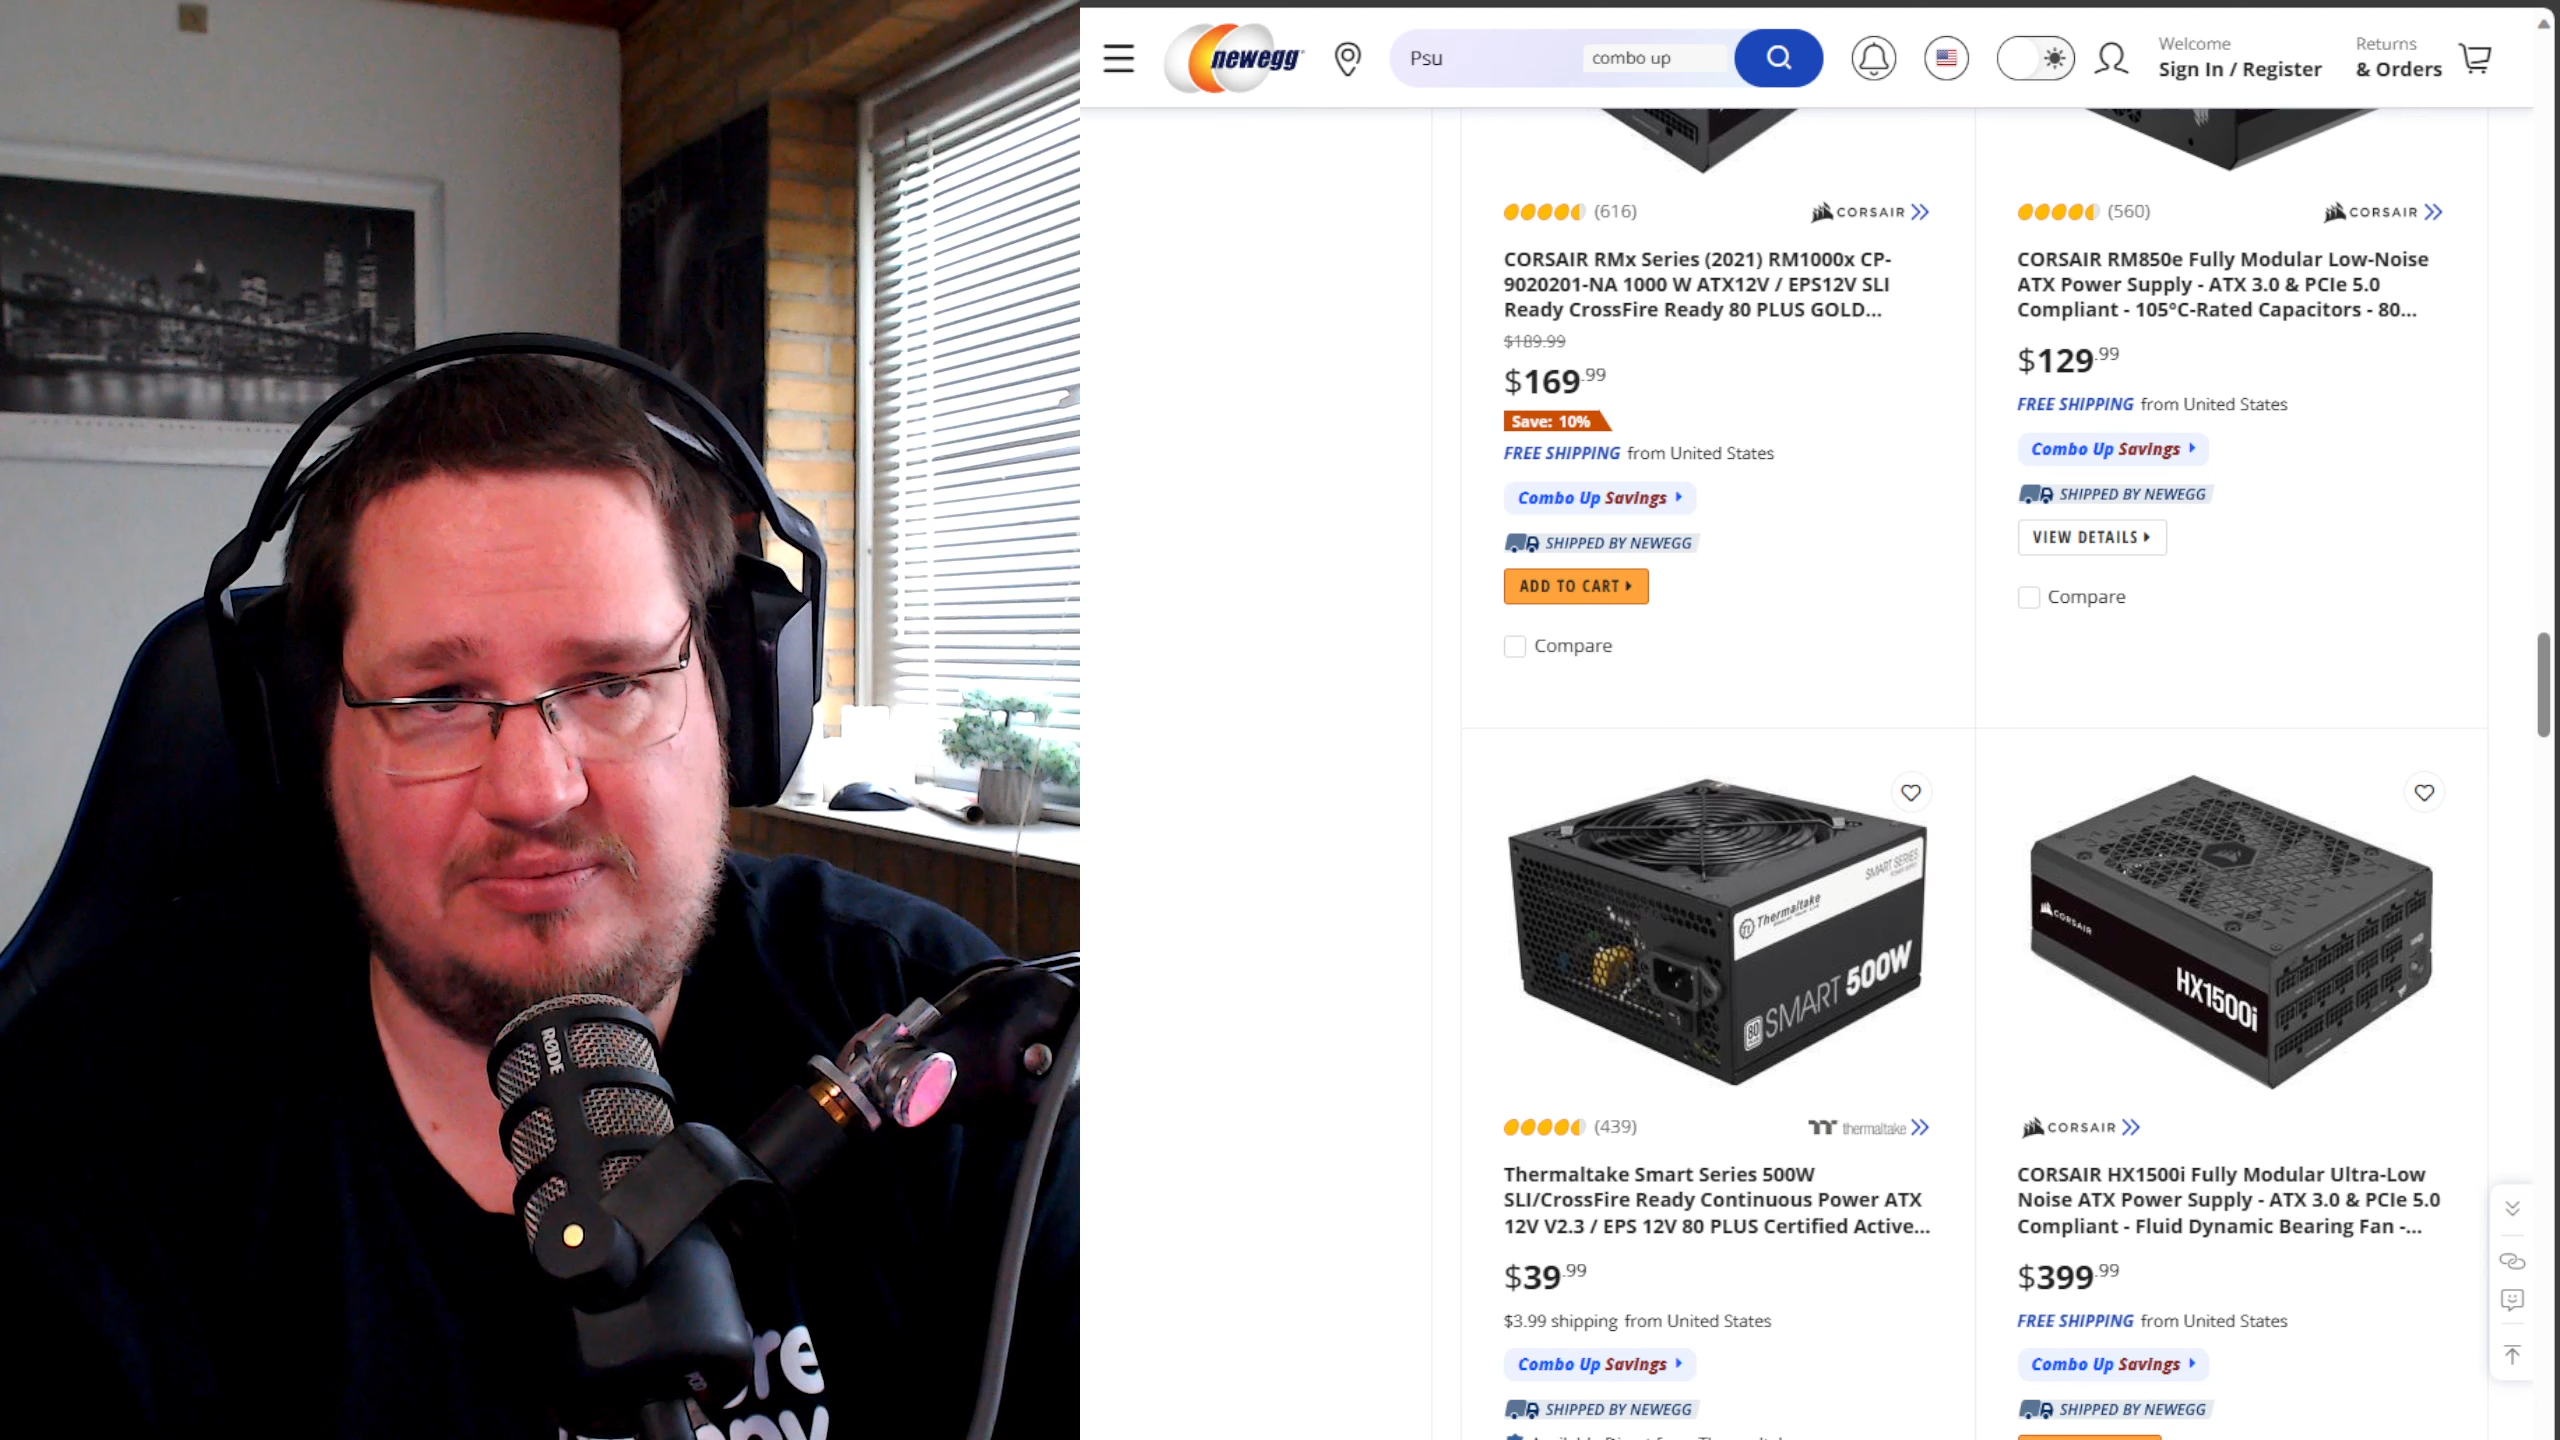 newegg
Psu
combo up
Welcome
Sign In / Register
Returns
& Orders
(616)
CORSAIR
CORSAIR RMx Series (2021) RM1000x CP-
9020201-NA 1000 W ATX12V / EPS12V SLI
Ready CrossFire Ready 80 PLUS GOLD...
$189.99
$169.99
Save: 10%
FREE SHIPPING from United States
Combo Up Savings
SHIPPED BY NEWEGG
ADD TO CART
Compare
(560)
CORSAIR
CORSAIR RM850e Fully Modular Low-Noise
ATX Power Supply - ATX 3.0 & PCIe 5.0
Compliant - 105°C-Rated Capacitors - 80...
$129.99
FREE SHIPPING from United States
Combo Up Savings
SHIPPED BY NEWEGG
VIEW DETAILS
Compare
SMART SERIES
Thermaltake
SMART 500W
80
(439)
thermaltake
Thermaltake Smart Series 500W
SLI/CrossFire Ready Continuous Power ATX
12V V2.3 / EPS 12V 80 PLUS Certified Active...
$39.99
$3.99 shipping from United States
Combo Up Savings
SHIPPED BY NEWEGG
CORSAIR
HX1500i
CORSAIR
CORSAIR HX1500i Fully Modular Ultra-Low
Noise ATX Power Supply - ATX 3.0 & PCIe 5.0
Compliant - Fluid Dynamic Bearing Fan -...
$399.99
FREE SHIPPING from United States
Combo Up Savings
SHIPPED BY NEWEGG
RØDE
re